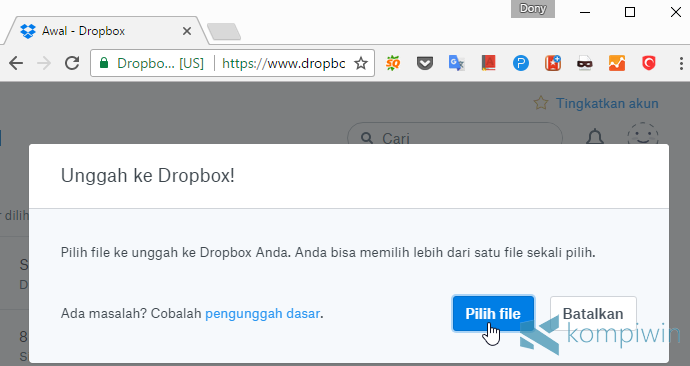 Dony
Awal - Dropbox
Dropbo... [US] https://www.dropbc
Tingkatkan akun
Cari
Unggah ke Dropbox!
r dilih
Pilih file ke unggah ke Dropbox Anda. Anda bisa memilih lebih dari satu file sekali pilih.
S
D
Ada masalah? Cobalah pengunggah dasar.
Pilih file
Batalkan
8
S
kompiwin